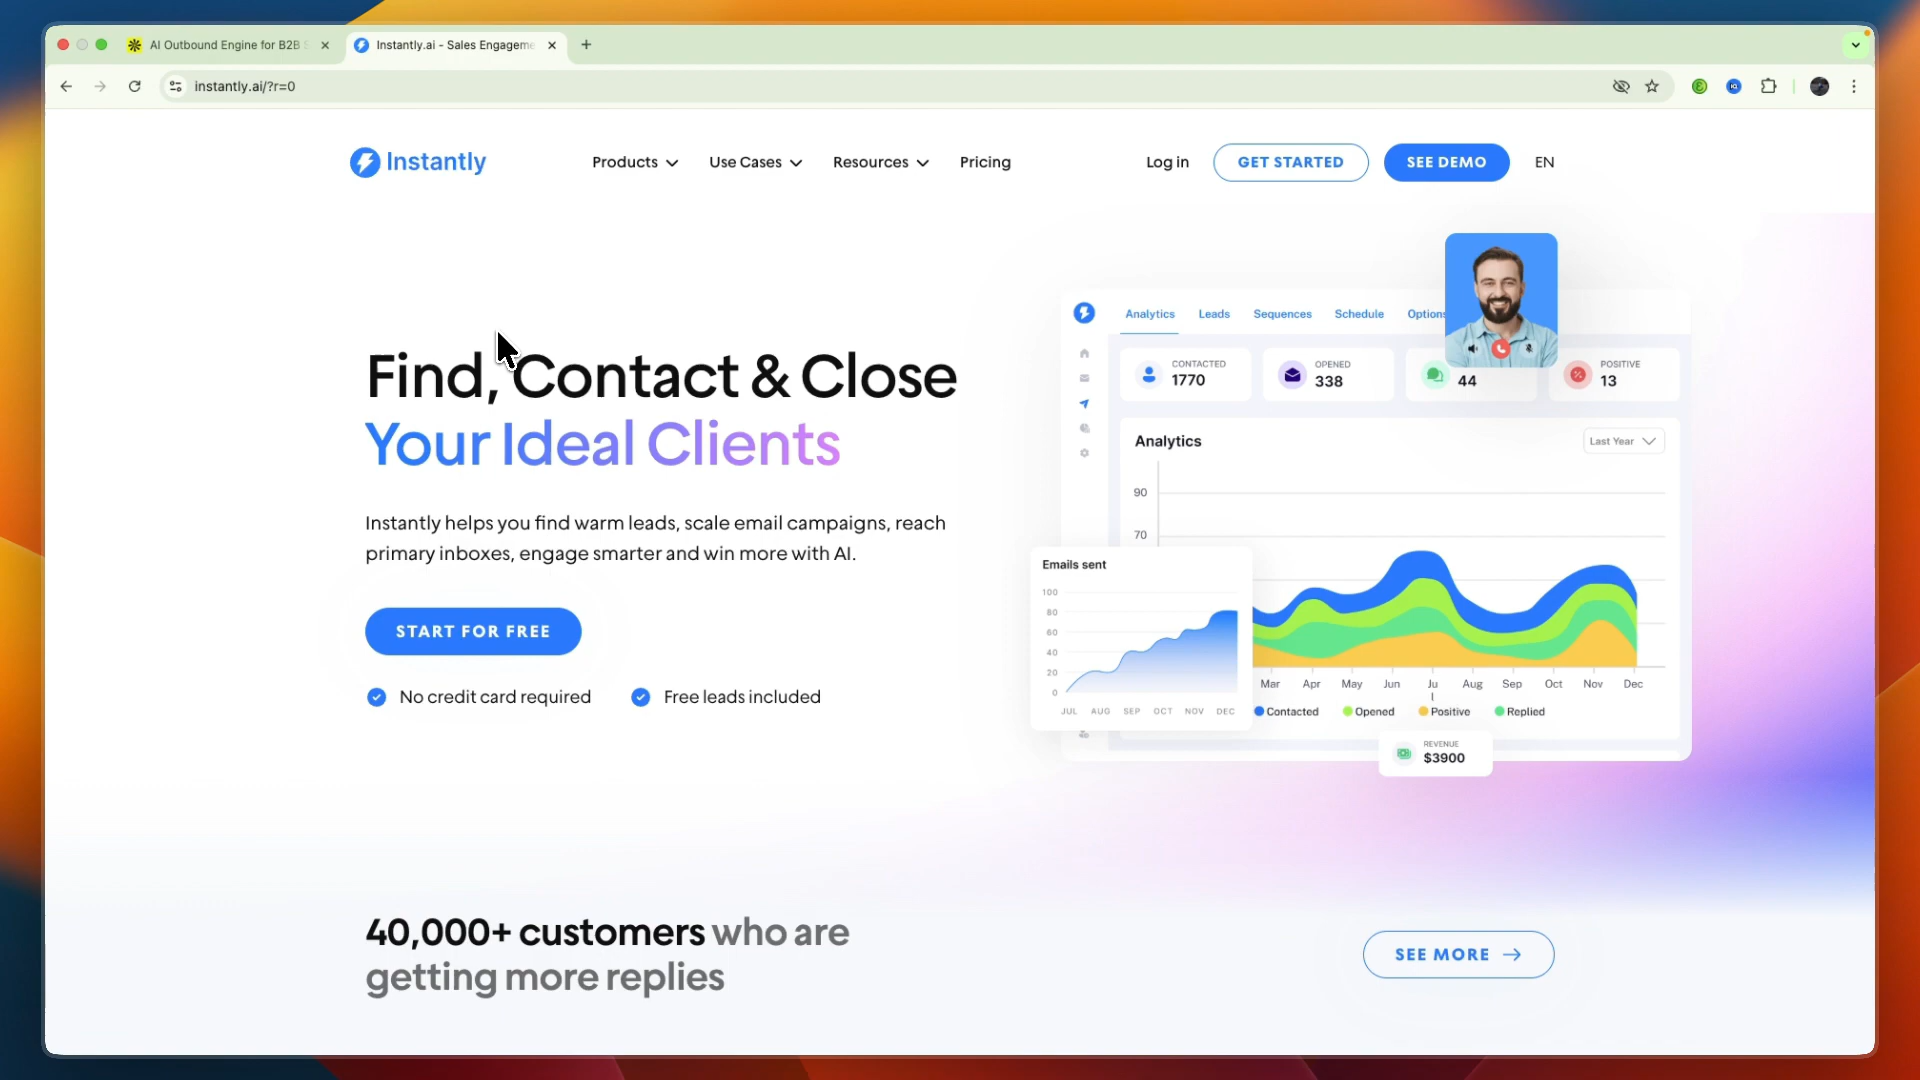 AI Outbound Engine for B2B
Instantly.ai - Sales Engageme
instantly.ai/?r=0
Instantly
Products
Use Cases
Resources
Pricing
Log in
GET STARTED
SEE DEMO
EN
Find, Contact & Close
Your Ideal Clients
Instantly helps you find warm leads, scale email campaigns, reach
primary inboxes, engage smarter and win more with AI.
START FOR FREE
No credit card required
Free leads included
Analytics
Leads
Sequences
Schedule
Options
CONTACTED
1770
OPENED
338
44
POSITIVE
13
Analytics
Last Year
90
70
Mar Apr May Jun Ju Aug Sep Oct Nov Dec
l
Contacted Opened Positive Replied
Emails sent
100
80
60
40
20
0
JUL AUG SEP OCT NOV DEC
REVENUE
$3900
40,000+ customers who are
getting more replies
SEE MORE